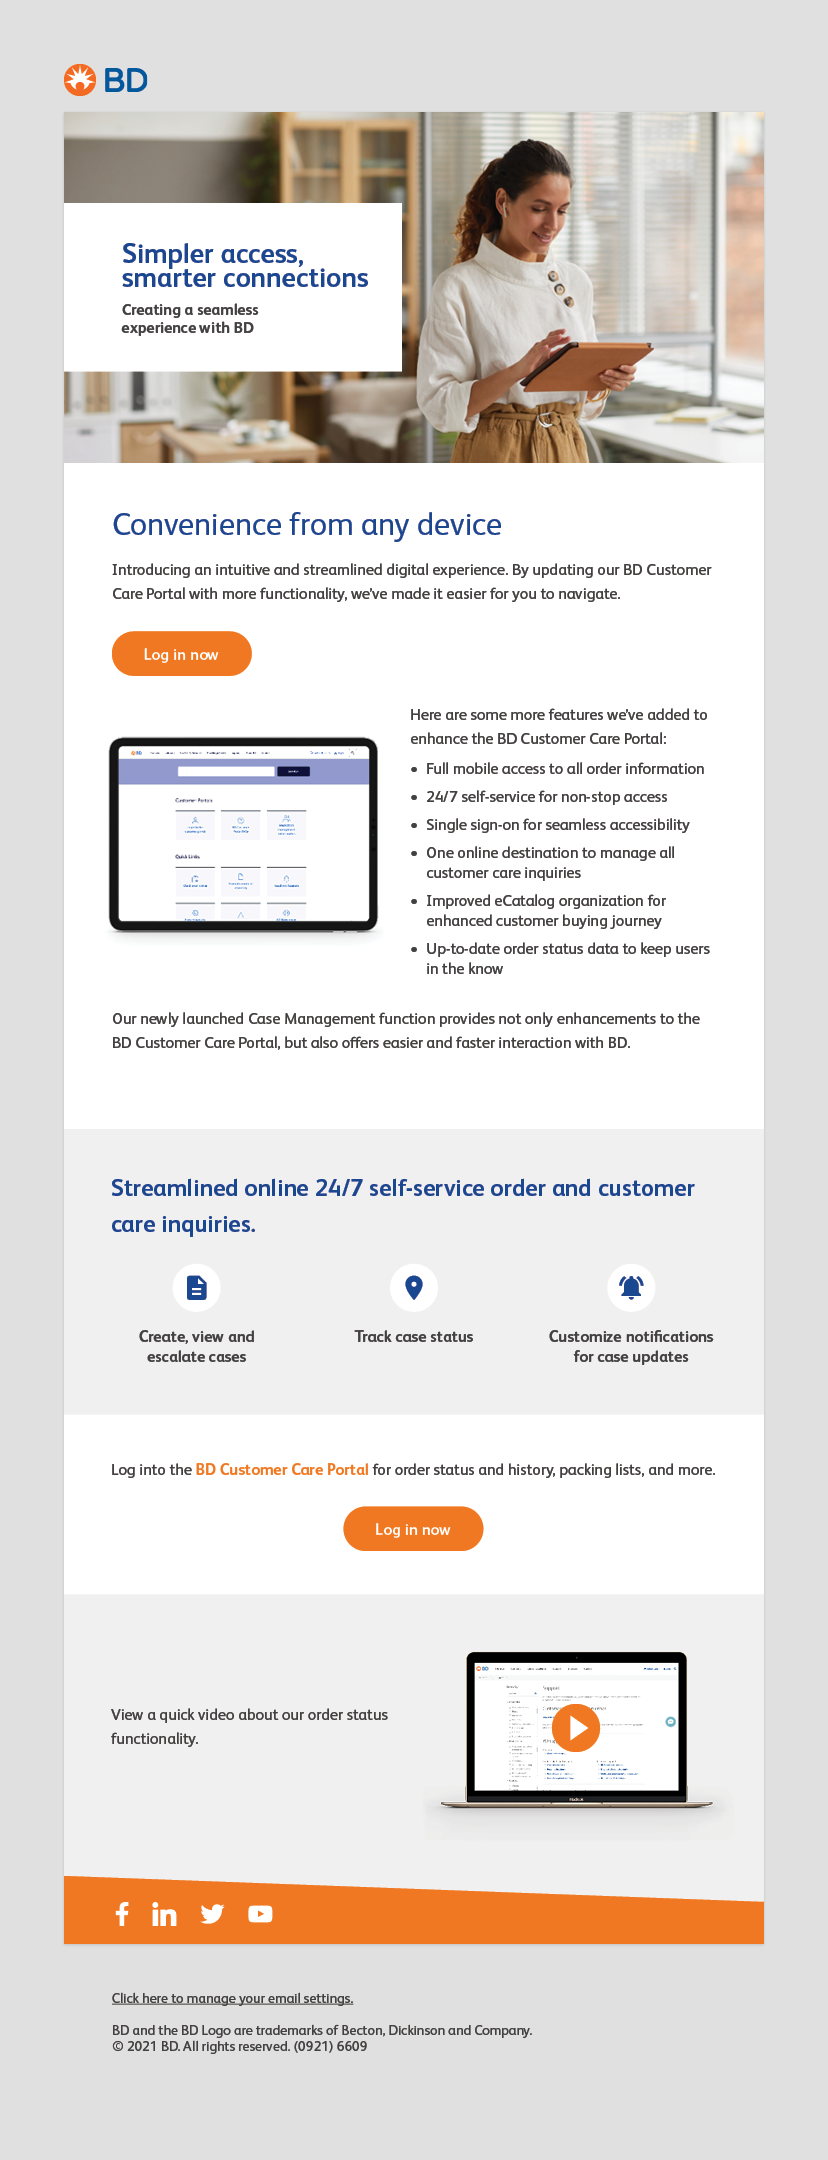 BD
Simpler access,
smarter connections
Creating a seamless
experience with BD
Convenience from any device
Introducing an intuitive and streamlined digital experience. By updating our BD Customer
Care Portal with more functionality, we've made it easier for you to navigate.
Log in now
Here are some more features we've added to
enhance the BD Customer Care Portal:
• Full mobile access to all order information
• 24/7 self-service for non-stop access
• Single sign-on for seamless accessibility
• One online destination to manage all
customer care inquiries
• Improved eCatalog organization for
enhanced customer buying journey
• Up-to-date order status data to keep users
in the know
BD
Customer Portals
Quick Links
Our newly launched Case Management function provides not only enhancements to the
BD Customer Care Portal, but also offers easier and faster interaction with BD.
Streamlined online 24/7 self-service order and customer
care inquiries.
Create, view and
escalate cases
Track case status
Customize notifications
for case updates
Log into the BD Customer Care Portal for order status and history, packing lists, and more.
Log in now
View a quick video about our order status
functionality.
BD
Support
Click here to manage your email settings.
BD and the BD Logo are trademarks of Becton, Dickinson and Company.
© 2021 BD. All rights reserved. (0921) 6609